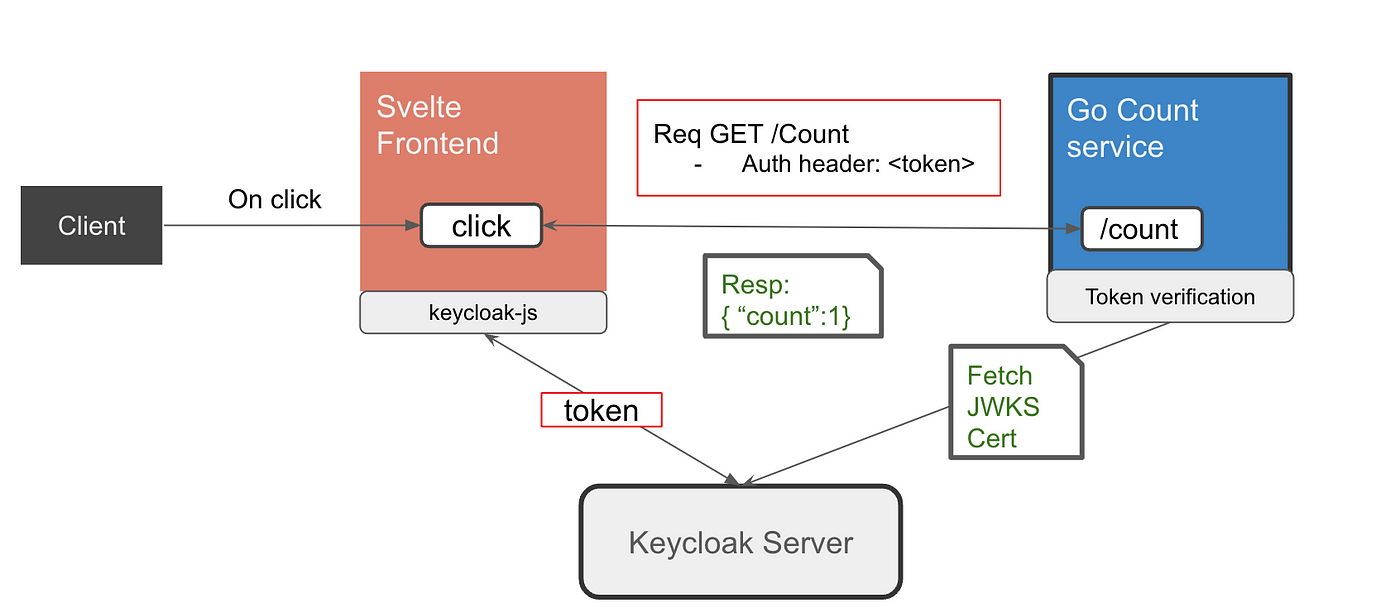 Svelte
Frontend
Req GET /Count
- Auth header: <token>
Go Count
service
Client
On click
click
/count
Resp:
{ “count”:1}
keycloak-js
Token verification
token
Fetch
JWKS
Cert
Keycloak Server